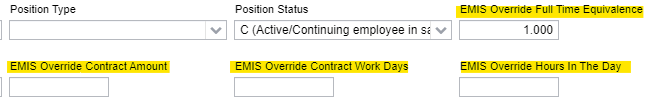 Position Type Position Status EMIS Override Full Time Equivalence
C (Active/Continuing employee in 1.000
EMIS Override Contract Amount EMIS Override Contract Work Days EMIS Override Hours In The Day